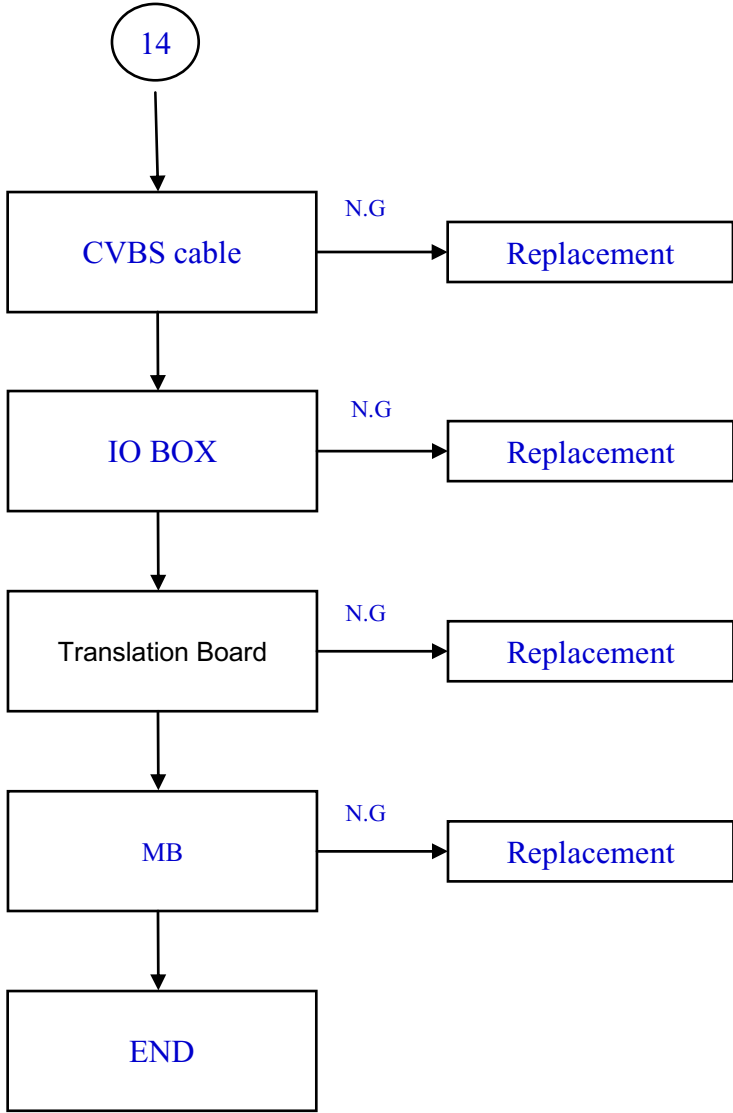 14
N.G
CVBS cable
Replacement
N.G
IO BOX
Replacement
N.G
Translation Board
Replacement
N.G
MB
Replacement
END